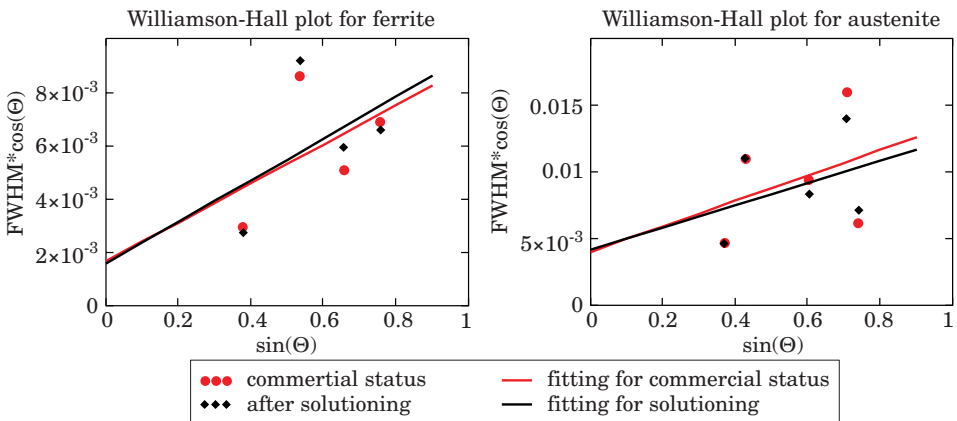 Williamson-Hall plot for ferrite
FWHM*cos(Θ)
8×10⁻³
6×10⁻³
4×10⁻³
2×10⁻³
0
0 0.2 0.4 0.6 0.8 1
sin(Θ)
Williamson-Hall plot for austenite
FWHM*cos(Θ)
0.015
0.01
5×10⁻³
0
0 0.2 0.4 0.6 0.8 1
sin(Θ)
commertial status
after solutioning
fitting for commercial status
fitting for solutioning